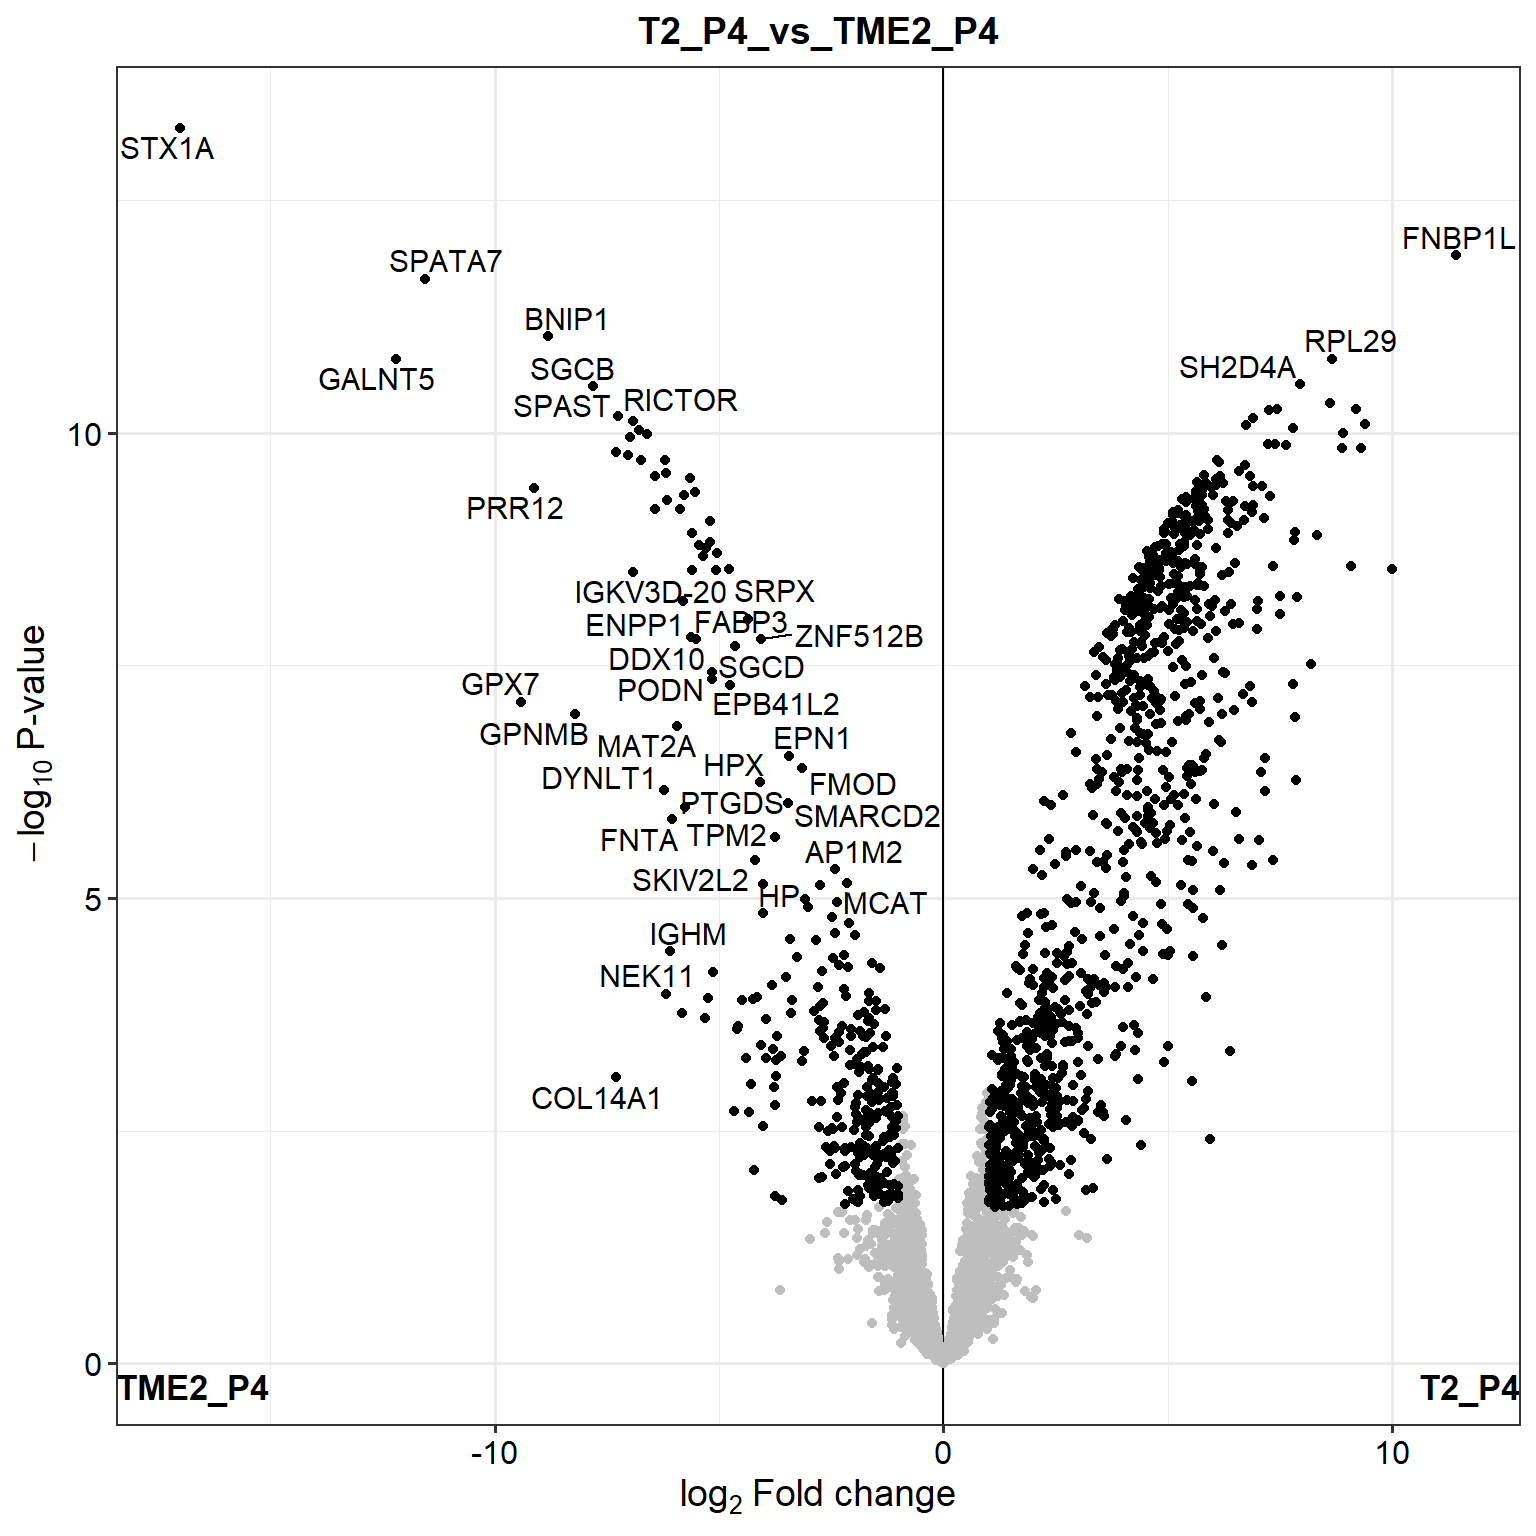 T2_P4_vs_TME2_P4
STX1A
FNBP1L
SPATA7
BNIP1
RPL29
SH2D4A
SGCB
GALNT5
RICTOR
SPAST
10
PRR12
IGKV3D-20 SRPX
ENPP1 FABP3
ZNF512B
DDX10 SGCD
GPX7
PODN
EPB41L2
GPNMB
EPN1
MAT2A
HPX
DYNLT1
FMOD
PTGDS
SMARCD2
FNTA TPM2
AP1M2
SKIV2L2
HP
MCAT
5
IGHM
NEK11
COL14A1
0
TME2_P4
T2_P4
-10
0
10
log2 Fold change
−log10 P-value